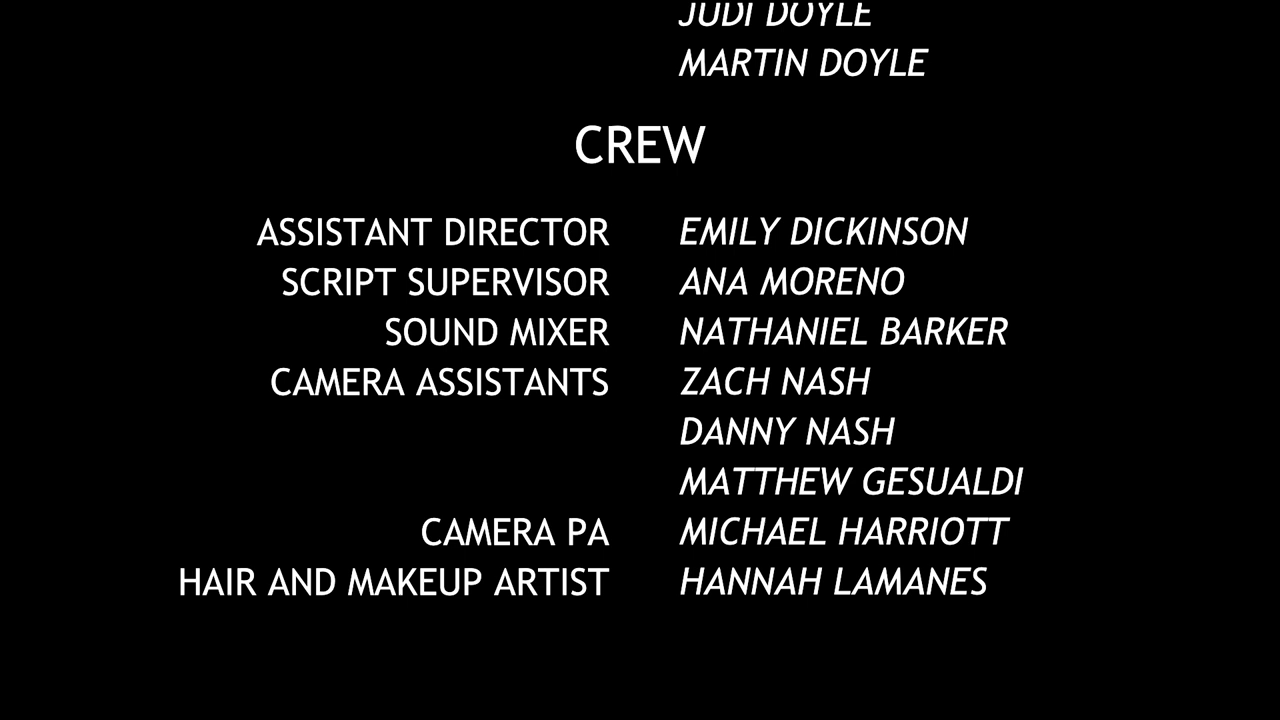 JUDI DOYLE
MARTIN DOYLE
CREW
ASSISTANT DIRECTOR EMILY DICKINSON
SCRIPT SUPERVISOR ANA MORENO
SOUND MIXER NATHANIEL BARKER
CAMERA ASSISTANTS ZACH NASH
DANNY NASH
MATTHEW GESUALDI
CAMERA PA MICHAEL HARRIOTT
HAIR AND MAKEUP ARTIST HANNAH LAMANES